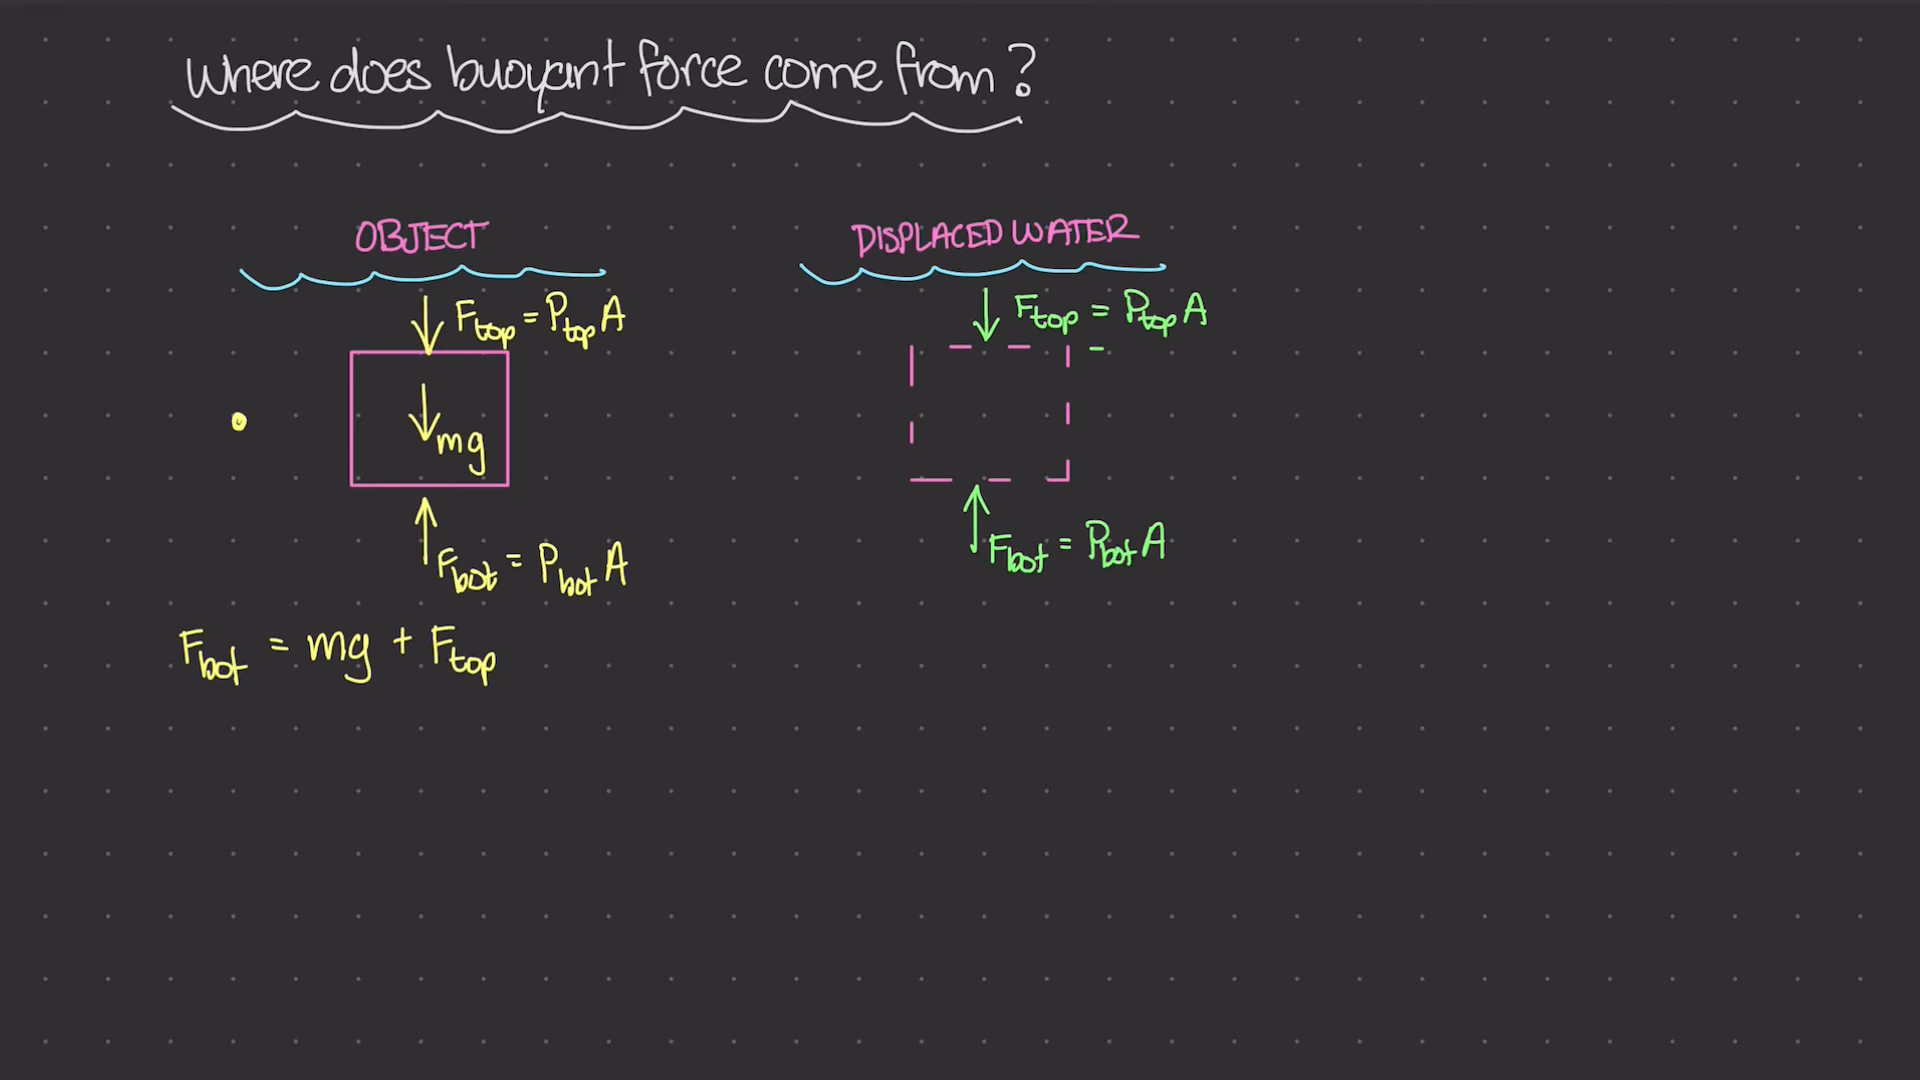 Where does buoyant force come from?
OBJECT
F_top = P_top A
mg
F_bot = P_bot A
F_bot = mg + F_top
DISPLACED WATER
F_top = P_top A
F_bot = P_bot A